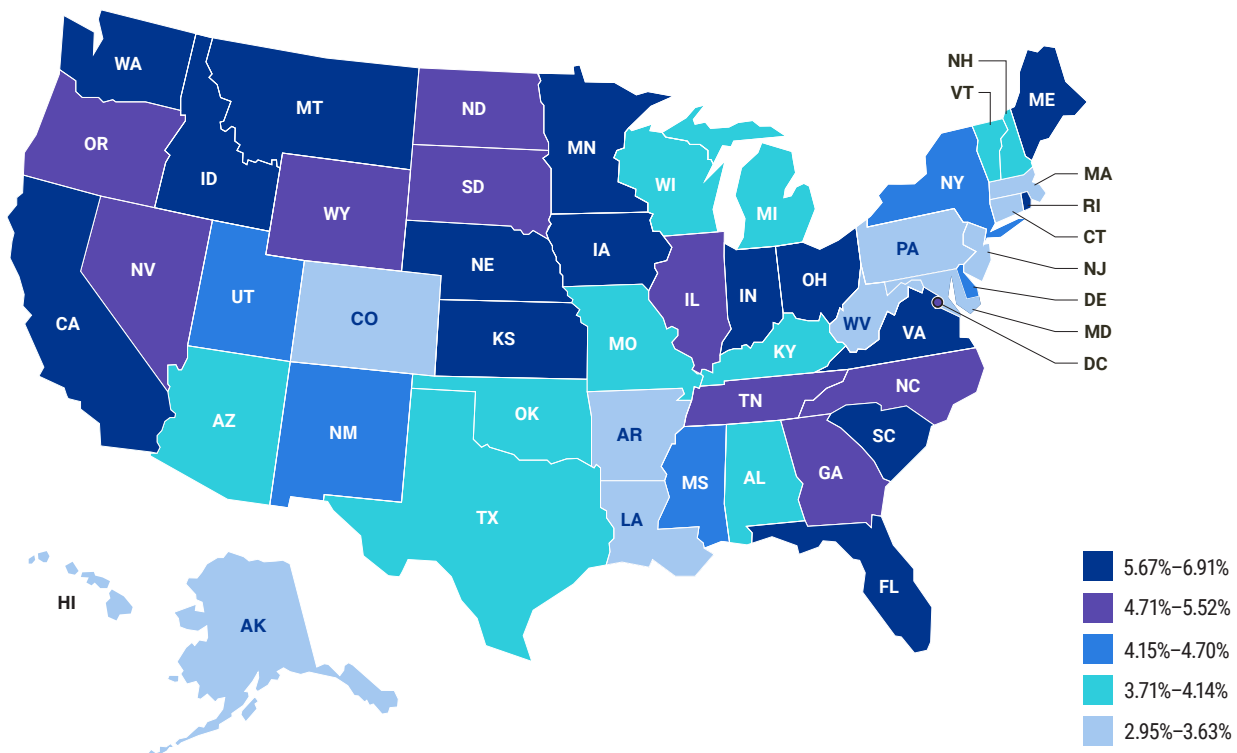 NH
VT
ME
WA
MT
ND
MN
OR
ID
SD
WI
MI
NY
MA
RI
CT
NJ
DE
MD
DC
WY
NE
IA
PA
NV
UT
CO
KS
IL
IN
OH
WV
VA
CA
MO
KY
NC
TN
AZ
NM
OK
AR
SC
TX
MS
AL
GA
LA
FL
HI
AK
5.67%–6.91%
4.71%–5.52%
4.15%–4.70%
3.71%–4.14%
2.95%–3.63%